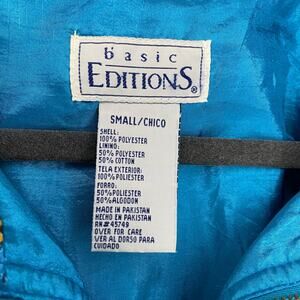 basic
EDITIONS®
SMALL/CHICO
SHELL:
100% POLYESTER
LINING:
50% POLYESTER
50% COTTON
TELA EXTERIOR:
100% POLIESTER
FORRO:
50% POLIESTER
50% ALGODON
MADE IN PAKISTAN
HECHO EN PAKISTAN
RN# 45749
OVER FOR CARE
VER AL DORSO PARA
CUIDADO